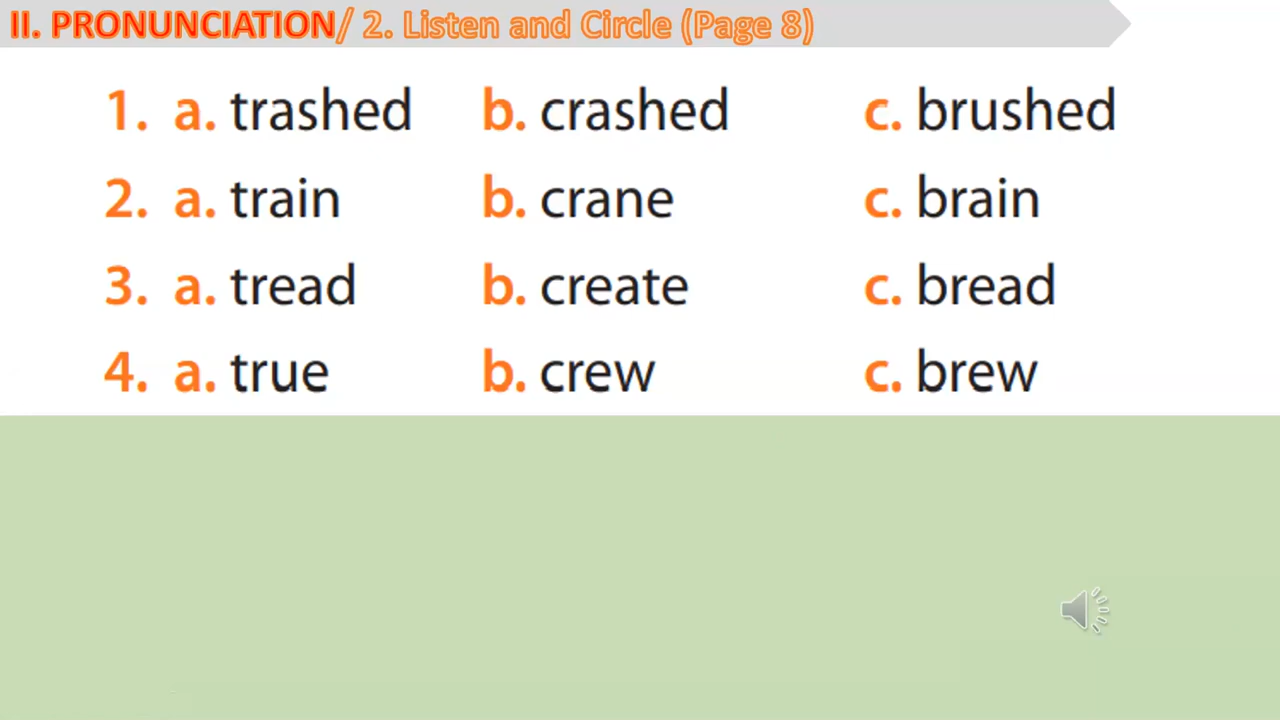 II. PRONUNCIATION/ 2. Listen and Circle (Page 8)
1. a. trashed b. crashed c. brushed
2. a. train b. crane c. brain
3. a. tread b. create c. bread
4. a. true b. crew c. brew